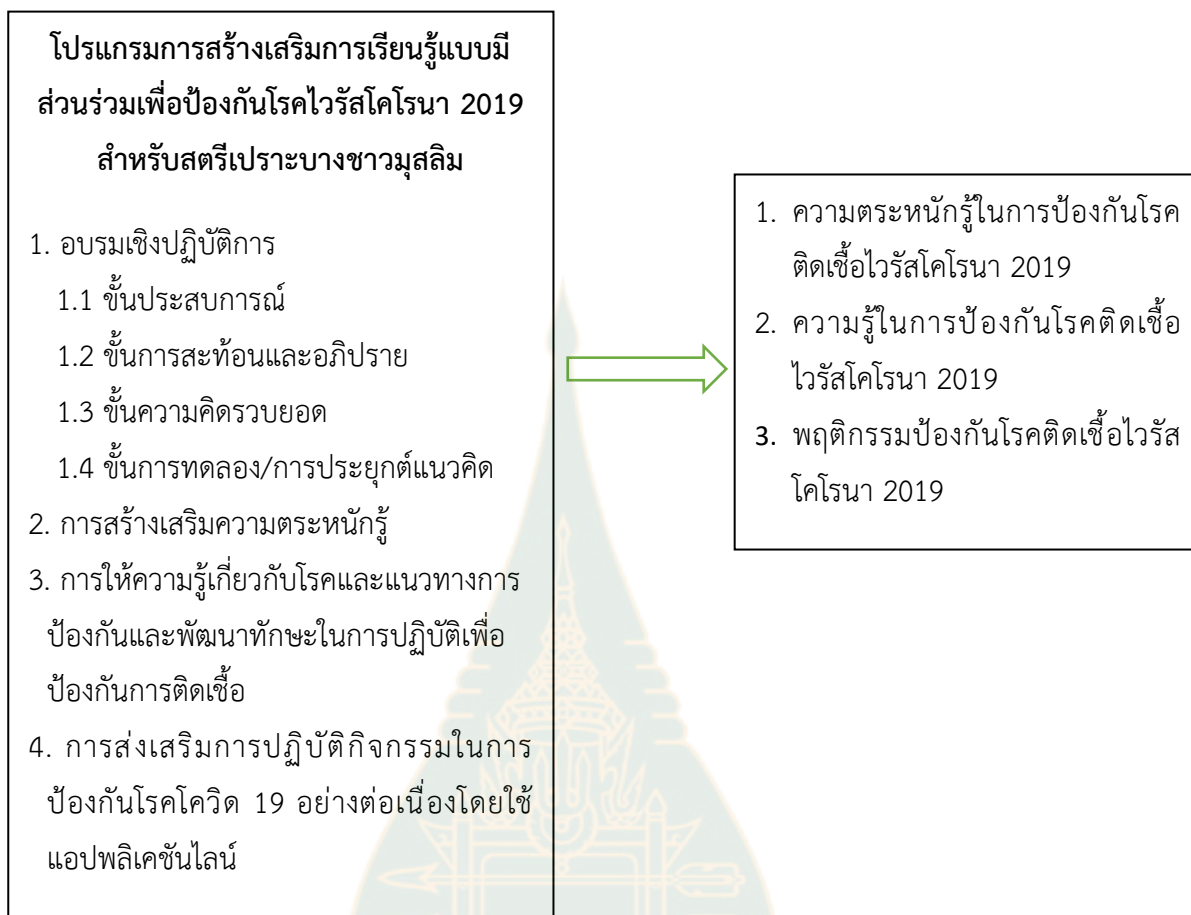 โปรแกรมการสร้างเสริมการเรียนรู้แบบมี
ส่วนร่วมเพื่อป้องกันโรคไวรัสโคโรนา 2019
สำหรับสตรีเปราะบางชาวมุสลิม
1. อบรมเชิงปฏิบัติการ
1.1 ขั้นประสบการณ์
1.2 ขั้นการสะท้อนและอภิปราย
1.3 ขั้นความคิดรวบยอด
1.4 ขั้นการทดลอง/การประยุกต์แนวคิด
2. การสร้างเสริมความตระหนักรู้
3. การให้ความรู้เกี่ยวกับโรคและแนวทางการ
ป้องกันและพัฒนาทักษะในการปฏิบัติเพื่อ
ป้องกันการติดเชื้อ
4. การส่งเสริมการปฏิบัติกิจกรรมในการ
ป้องกันโรคโควิด 19 อย่างต่อเนื่องโดยใช้
แอปพลิเคชันไลน์
1. ความตระหนักรู้ในการป้องกันโรค
ติดเชื้อไวรัสโคโรนา 2019
2. ความรู้ในการป้องกันโรคติดเชื้อ
ไวรัสโคโรนา 2019
3. พฤติกรรมป้องกันโรคติดเชื้อไวรัส
โคโรนา 2019